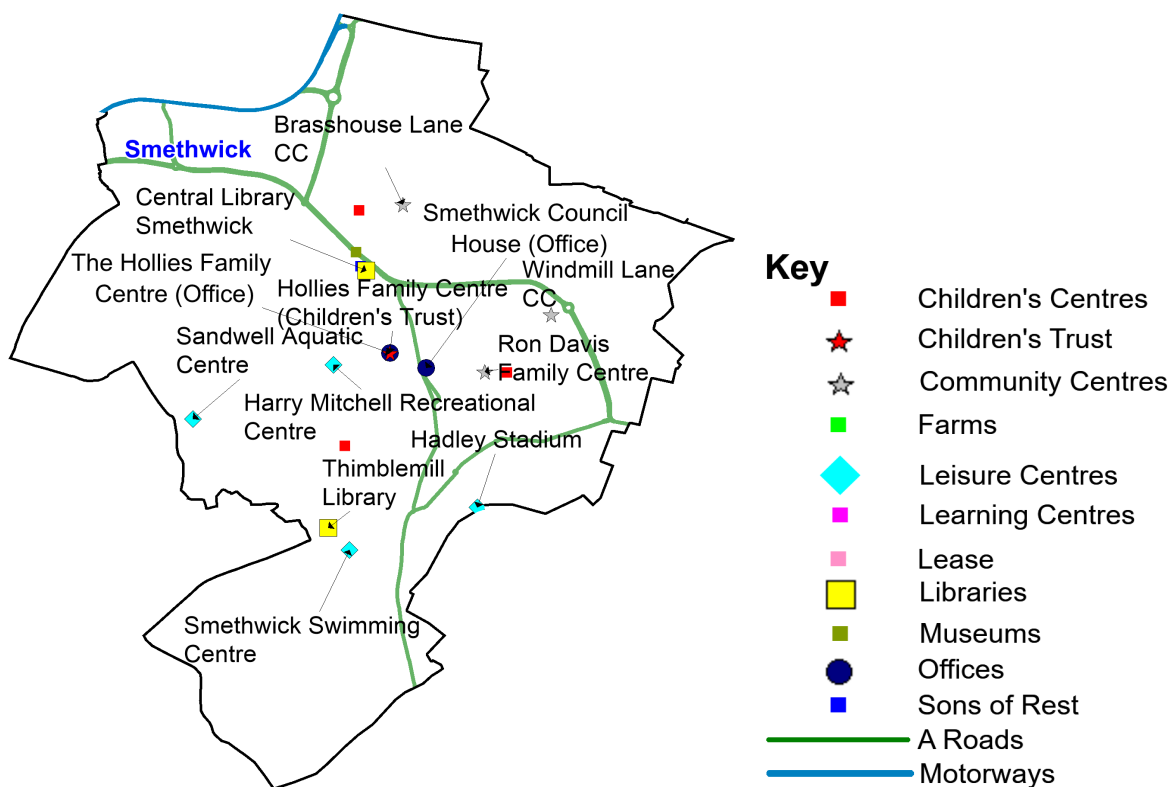 Brasshouse Lane
CC
Smethwick
Central Library
Smethwick
Smethwick Council
House (Office)
The Hollies Family
Centre (Office)
Windmill Lane
CC
Hollies Family Centre
(Children's Trust)
Sandwell Aquatic
Centre
Ron Davis
Family Centre
Harry Mitchell Recreational
Centre
Hadley Stadium
Thimblemill
Library
Smethwick Swimming
Centre
Key
Children's Centres
Children's Trust
Community Centres
Farms
Leisure Centres
Learning Centres
Lease
Libraries
Museums
Offices
Sons of Rest
A Roads
Motorways